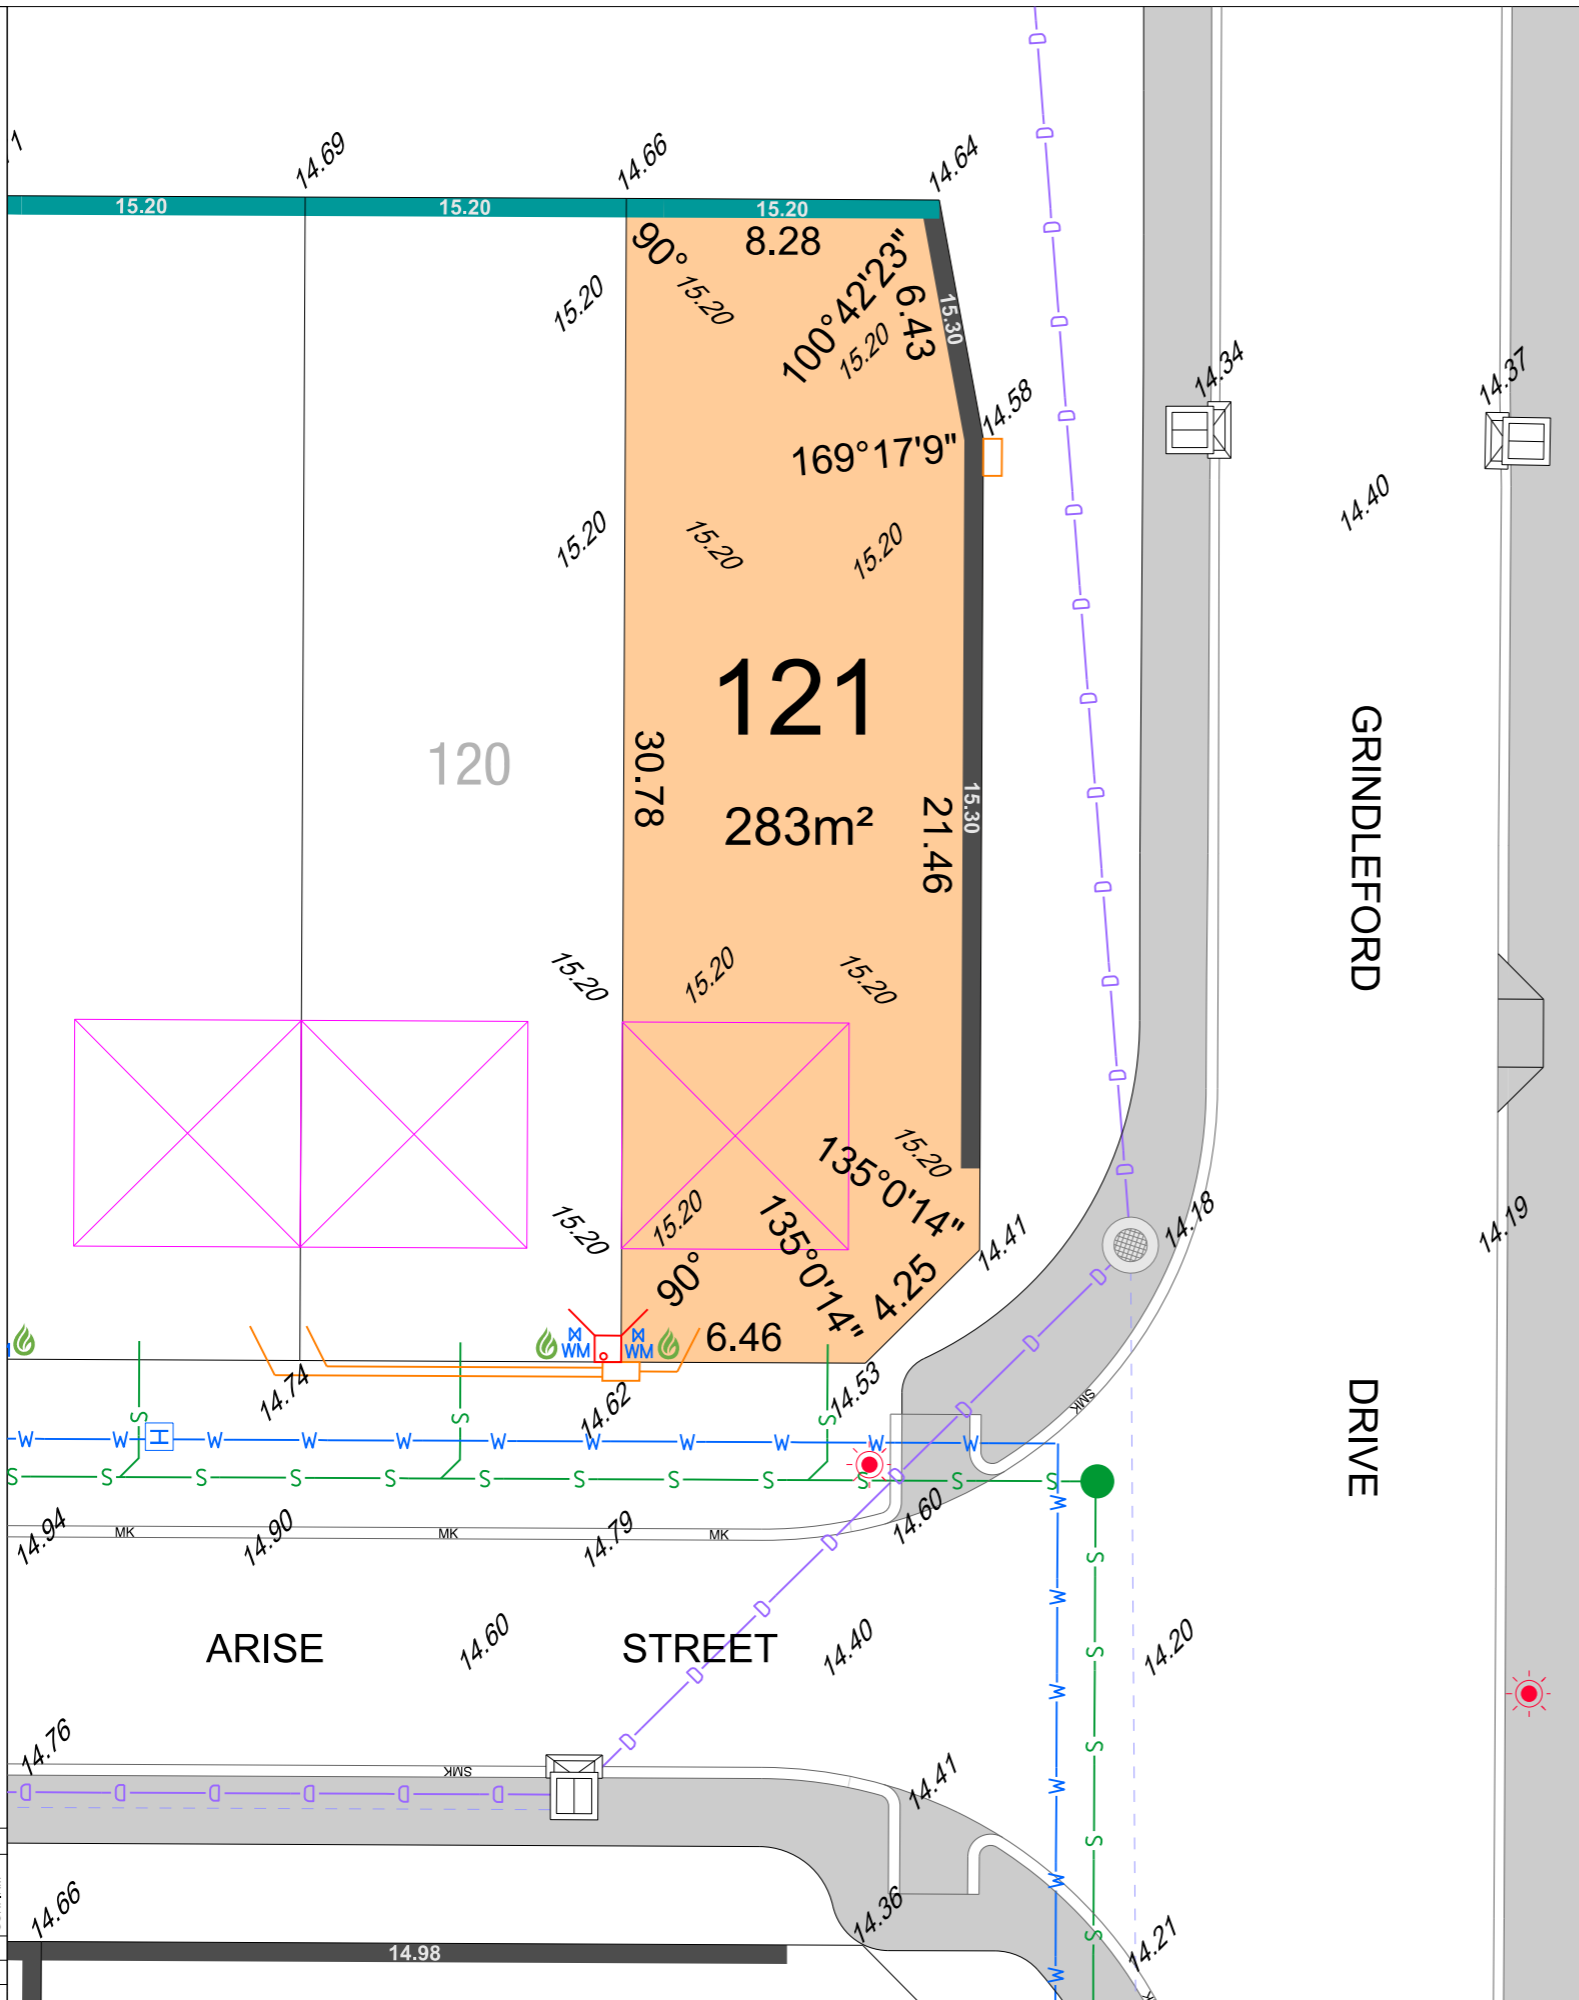 14.69
14.66
14.64
15.20
15.20
15.20
8.28
90°
100°42'23"
6.43
15.30
15.20
15.20
15.20
14.58
14.34
14.37
169°17'9"
14.40
15.20
15.20
15.20
121
120
30.78
283m²
21.46
15.30
GRINDLEFORD
15.20
15.20
15.20
15.20
135°0'14"
15.20
15.20
135°0'14"
90°
4.25
14.41
14.18
14.19
6.46
WM
WM
14.74
14.62
14.53
DRIVE
SMK
S
S
S
W
W
H
W
W
W
W
W
W
W
W
W
S
S
S
S
S
S
S
S
S
S
S
S
14.94
MK
14.90
MK
14.79
MK
14.60
ARISE
STREET
14.60
14.40
14.20
14.76
SMK
14.41
D
D
D
D
D
D
14.66
14.36
14.21
14.98